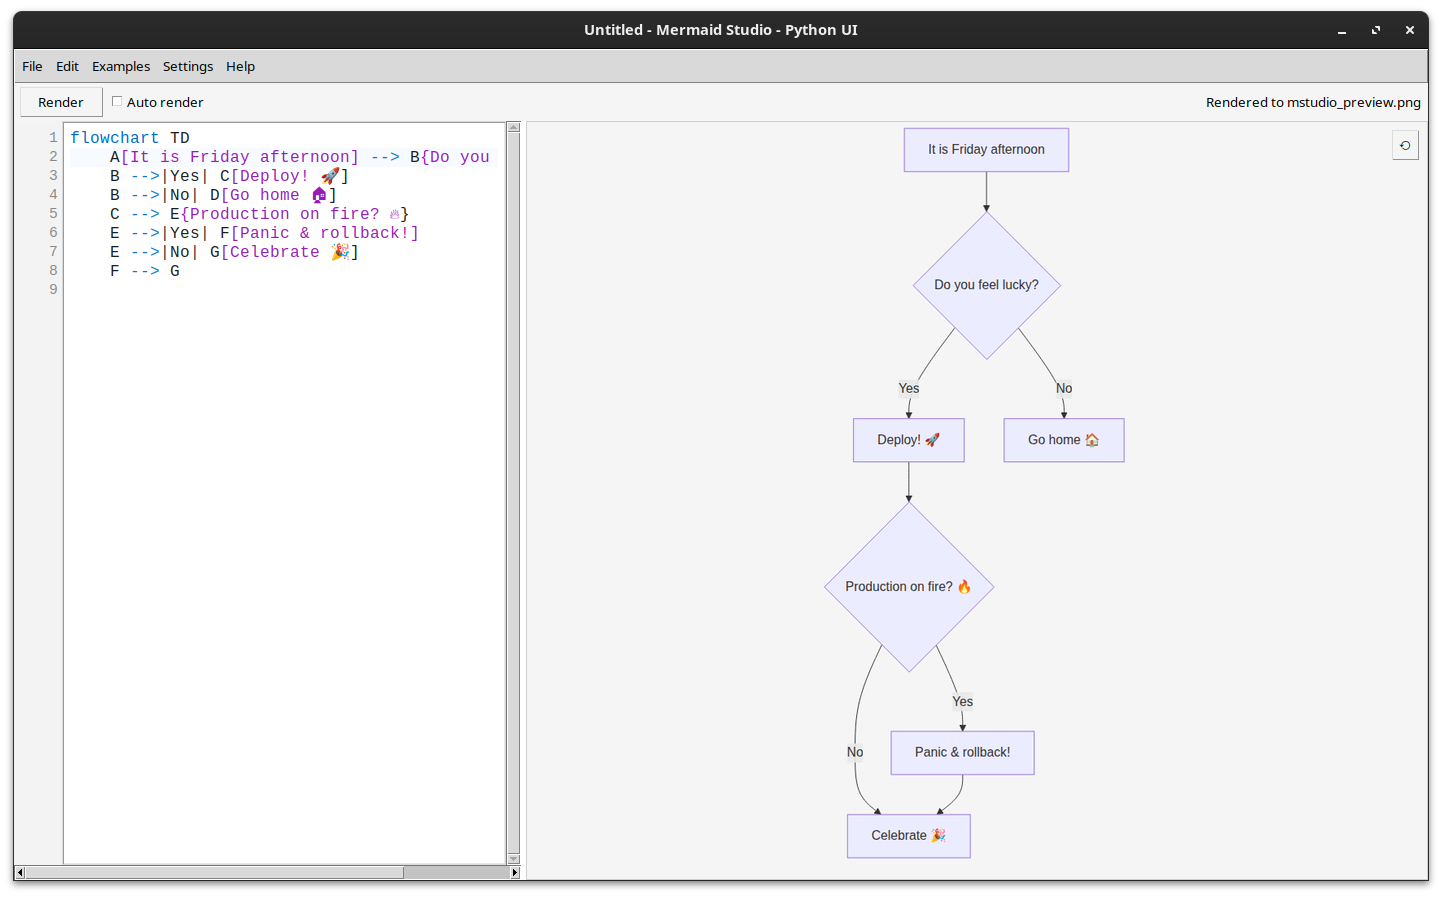 Untitled - Mermaid Studio - Python UI
File Edit Examples Settings Help
Render Auto render Rendered to mstudio_preview.png
1 flowchart TD
2 A[It is Friday afternoon] --> B{Do you
3 B -->|Yes| C[Deploy! 🚀]
4 B -->|No| D[Go home 🏠]
5 C --> E{Production on fire? 🔥}
6 E -->|Yes| F[Panic & rollback!]
7 E -->|No| G[Celebrate 🎉]
8 F --> G
9
It is Friday afternoon
Do you feel lucky?
Yes No
Deploy! 🚀 Go home 🏠
Production on fire? 🔥
Yes
No Panic & rollback!
Celebrate 🎉